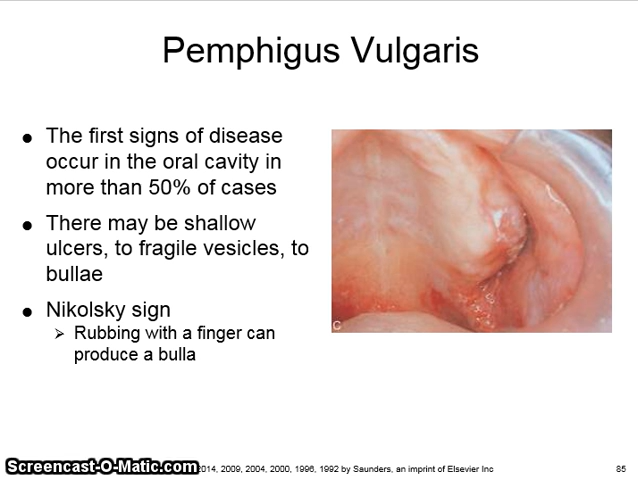 Pemphigus Vulgaris
● The first signs of disease
occur in the oral cavity in
more than 50% of cases
● There may be shallow
ulcers, to fragile vesicles, to
bullae
● Nikolsky sign
➢ Rubbing with a finger can
produce a bulla
C
Screencast-O-Matic.com 2014, 2009, 2004, 2000, 1996, 1992 by Saunders, an imprint of Elsevier Inc
85